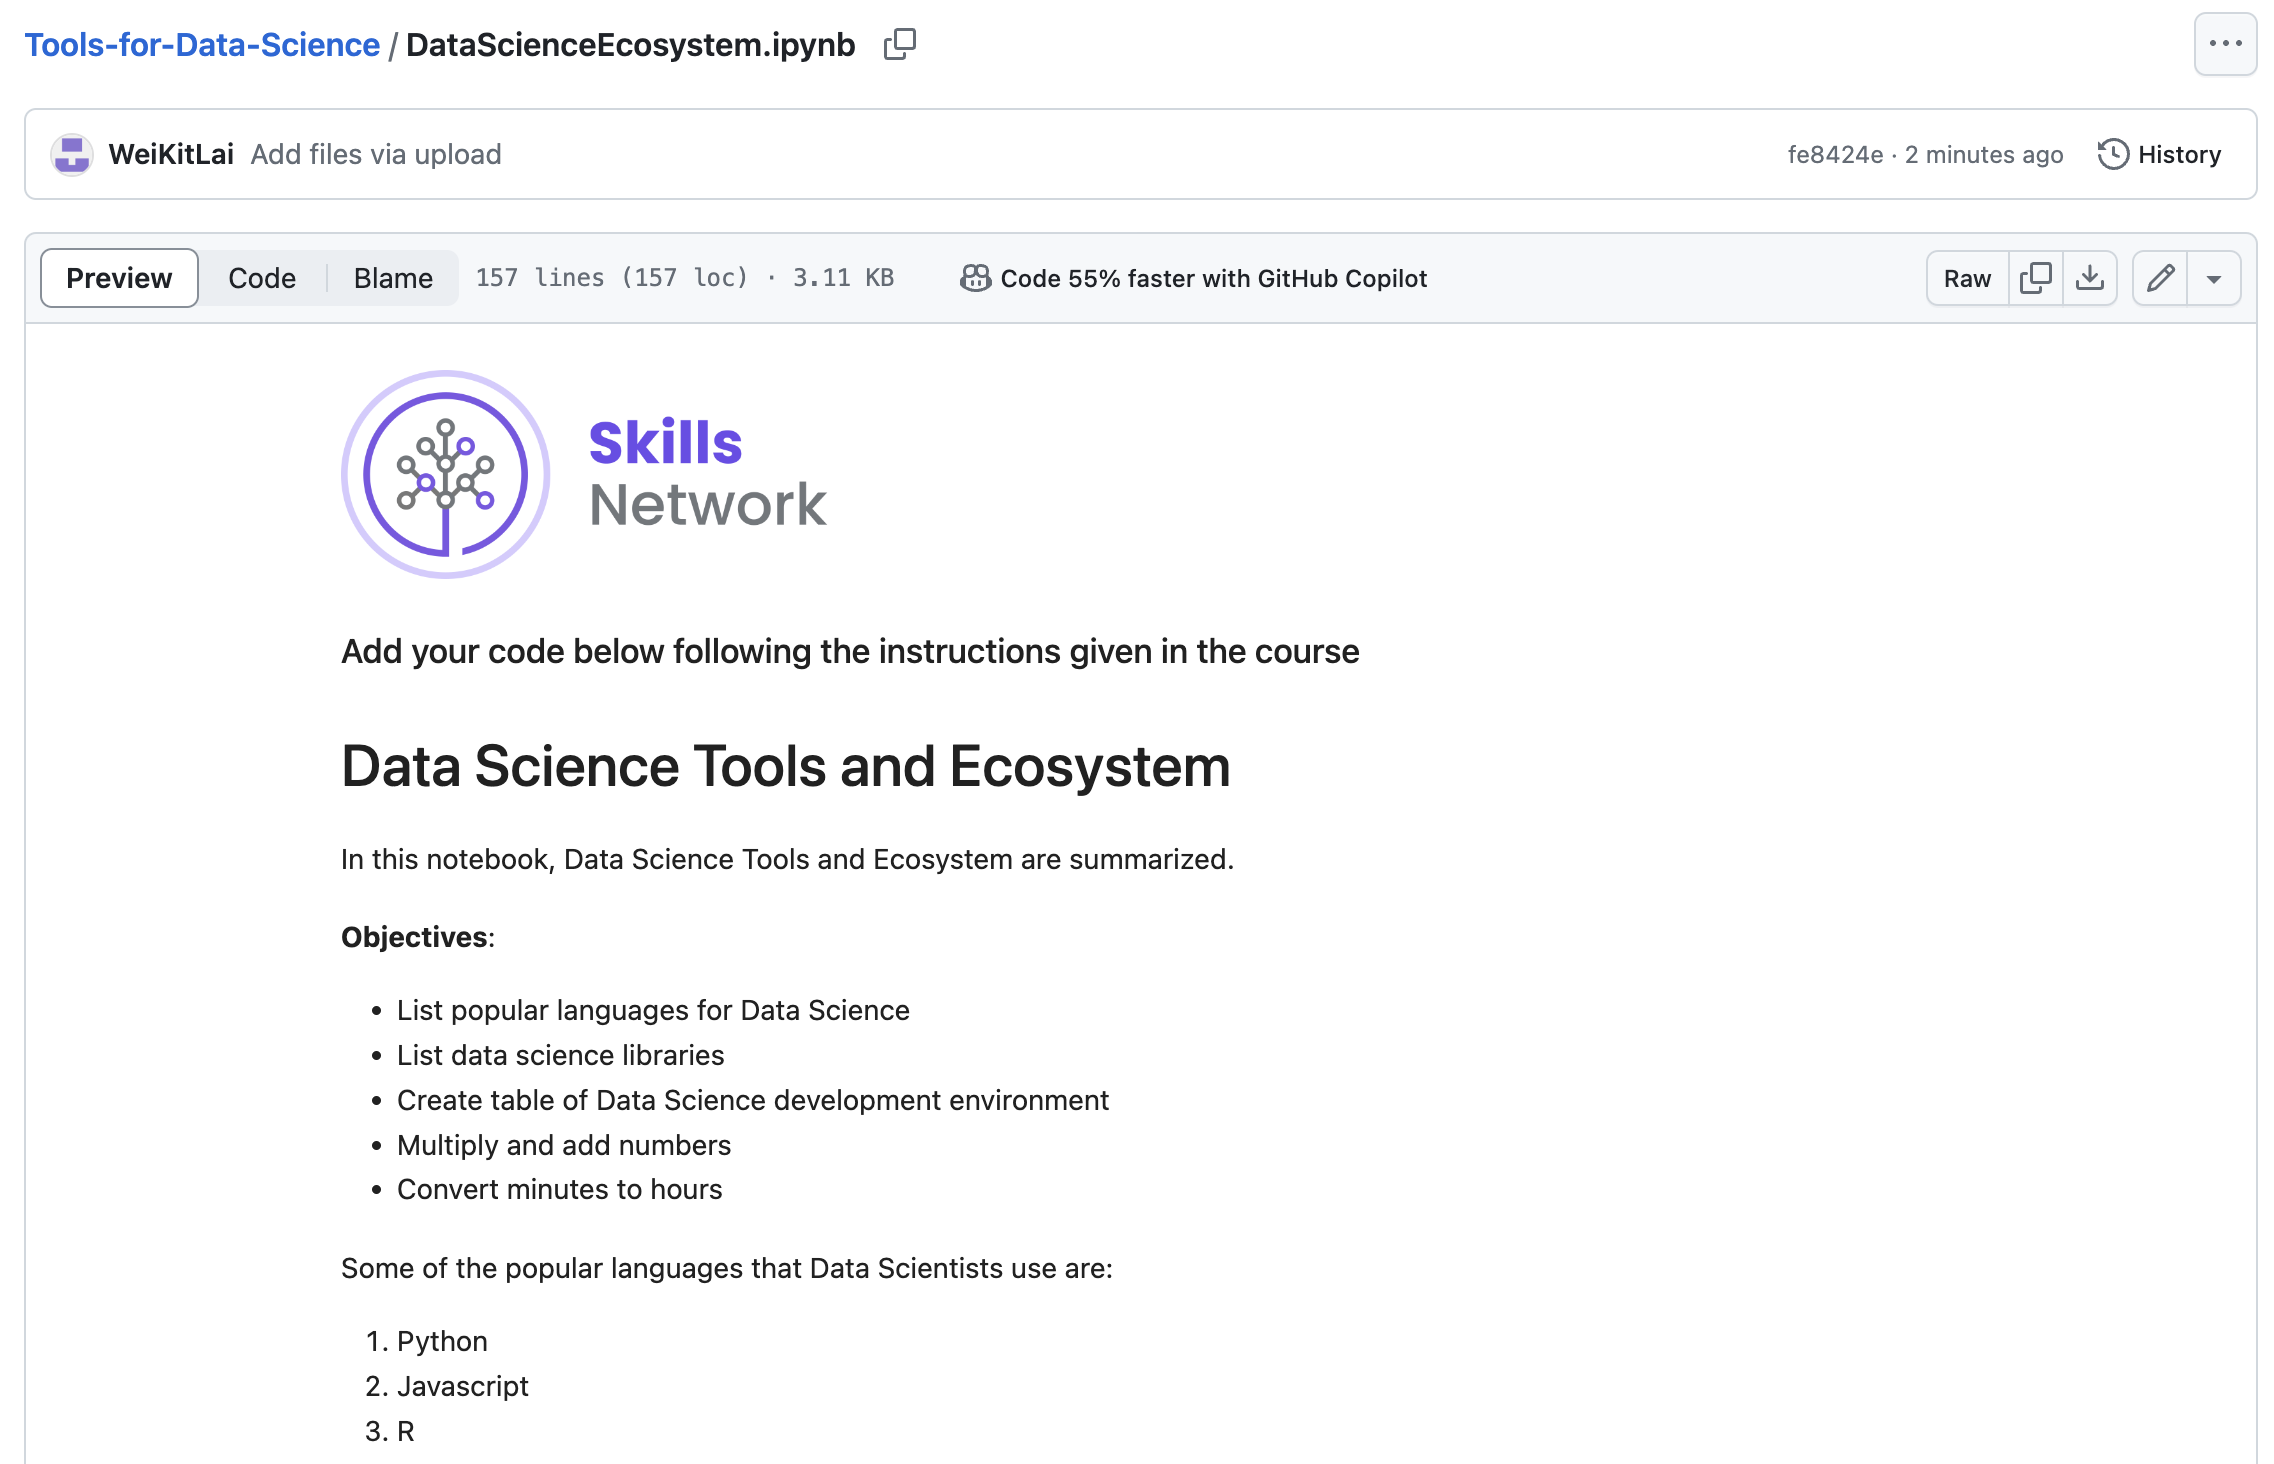 Tools-for-Data-Science / DataScienceEcosystem.ipynb
WeiKitLai Add files via upload fe8424e · 2 minutes ago History
Preview Code Blame 157 lines (157 loc) · 3.11 KB Code 55% faster with GitHub Copilot Raw
Skills
Network
Add your code below following the instructions given in the course
Data Science Tools and Ecosystem
In this notebook, Data Science Tools and Ecosystem are summarized.
Objectives:
• List popular languages for Data Science
• List data science libraries
• Create table of Data Science development environment
• Multiply and add numbers
• Convert minutes to hours
Some of the popular languages that Data Scientists use are:
1. Python
2. Javascript
3. R